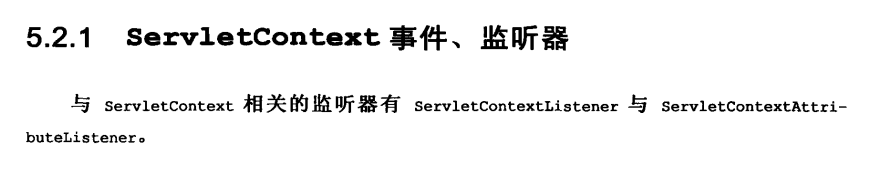 5.2.1 ServletContext 事件、监听器
与 ServletContext 相关的监听器有 ServletContextListener 与 ServletContextAttri-
buteListener。